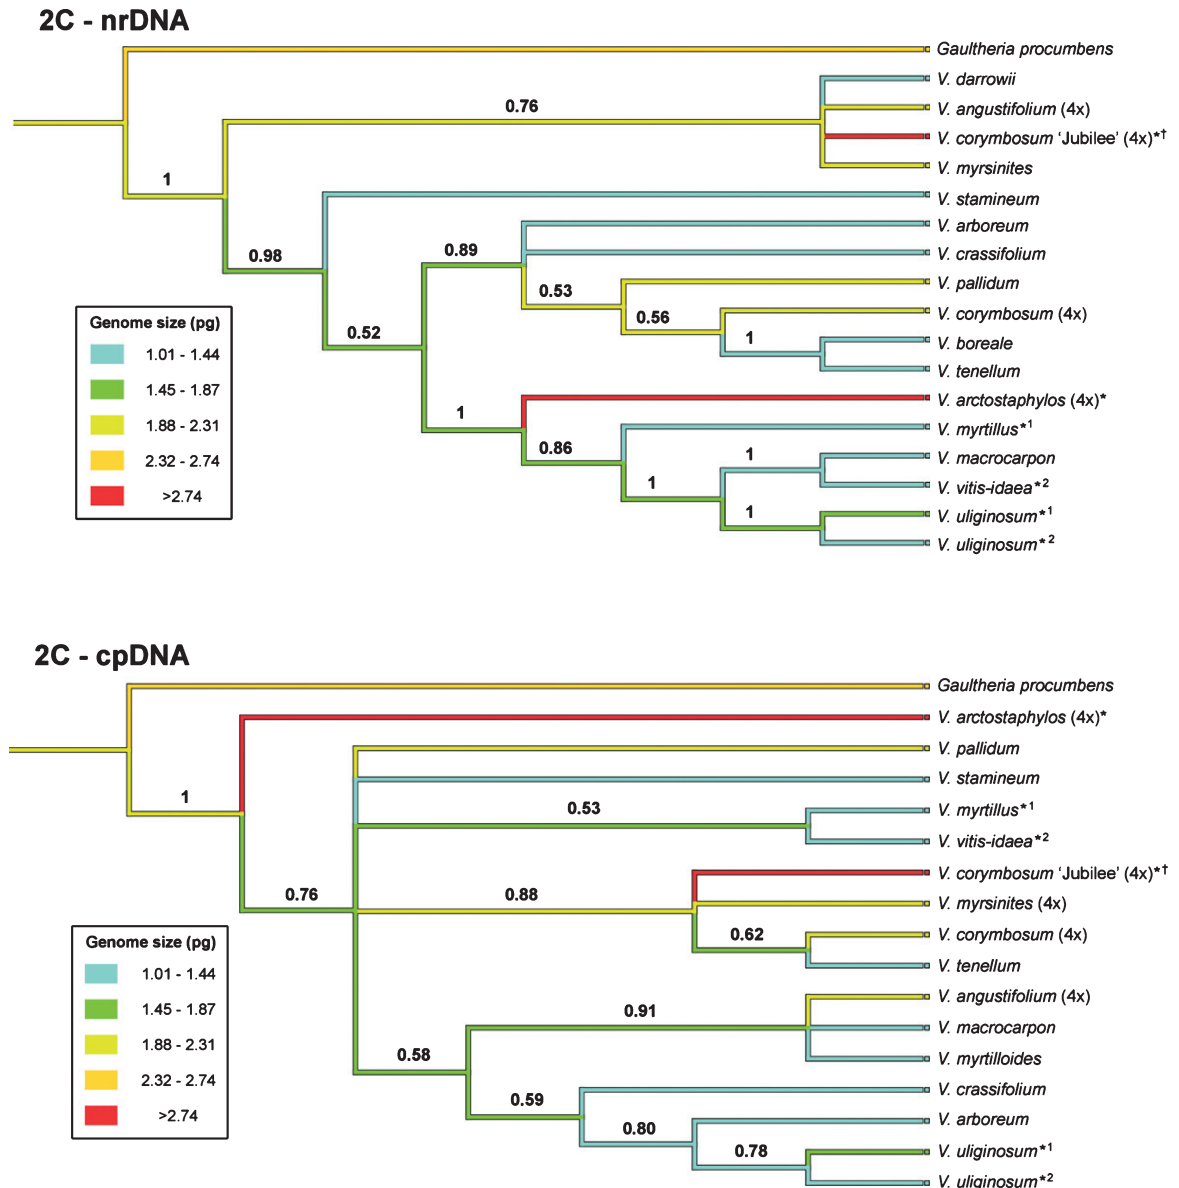 2C - nrDNA
Gaultheria procumbens
V. darrowii
0.76
V. angustifolium (4x)
V. corymbosum ‘Jubilee’ (4x)*†
V. myrsinites
1
V. stamineum
V. arboreum
0.89
0.98
V. crassifolium
V. pallidum
0.53
V. corymbosum (4x)
0.56
Genome size (pg)
0.52
1
V. boreale
1.01 - 1.44
V. tenellum
1.45 - 1.87
V. arctostaphylos (4x)*
1
1.88 - 2.31
V. myrtillus*1
0.86
1
V. macrocarpon
2.32 - 2.74
1
V. vitis-idaea*2
>2.74
1
V. uliginosum*1
V. uliginosum*2
2C - cpDNA
Gaultheria procumbens
V. arctostaphylos (4x)*
V. pallidum
V. stamineum
1
0.53
V. myrtillus*1
V. vitis-idaea*2
V. corymbosum ‘Jubilee’ (4x)*†
0.76
0.88
V. myrsinites (4x)
0.62
V. corymbosum (4x)
Genome size (pg)
V. tenellum
1.01 - 1.44
V. angustifolium (4x)
1.45 - 1.87
0.91
V. macrocarpon
1.88 - 2.31
0.58
V. myrtilloides
2.32 - 2.74
V. crassifolium
0.59
>2.74
V. arboreum
0.80
0.78
V. uliginosum*1
V. uliginosum*2